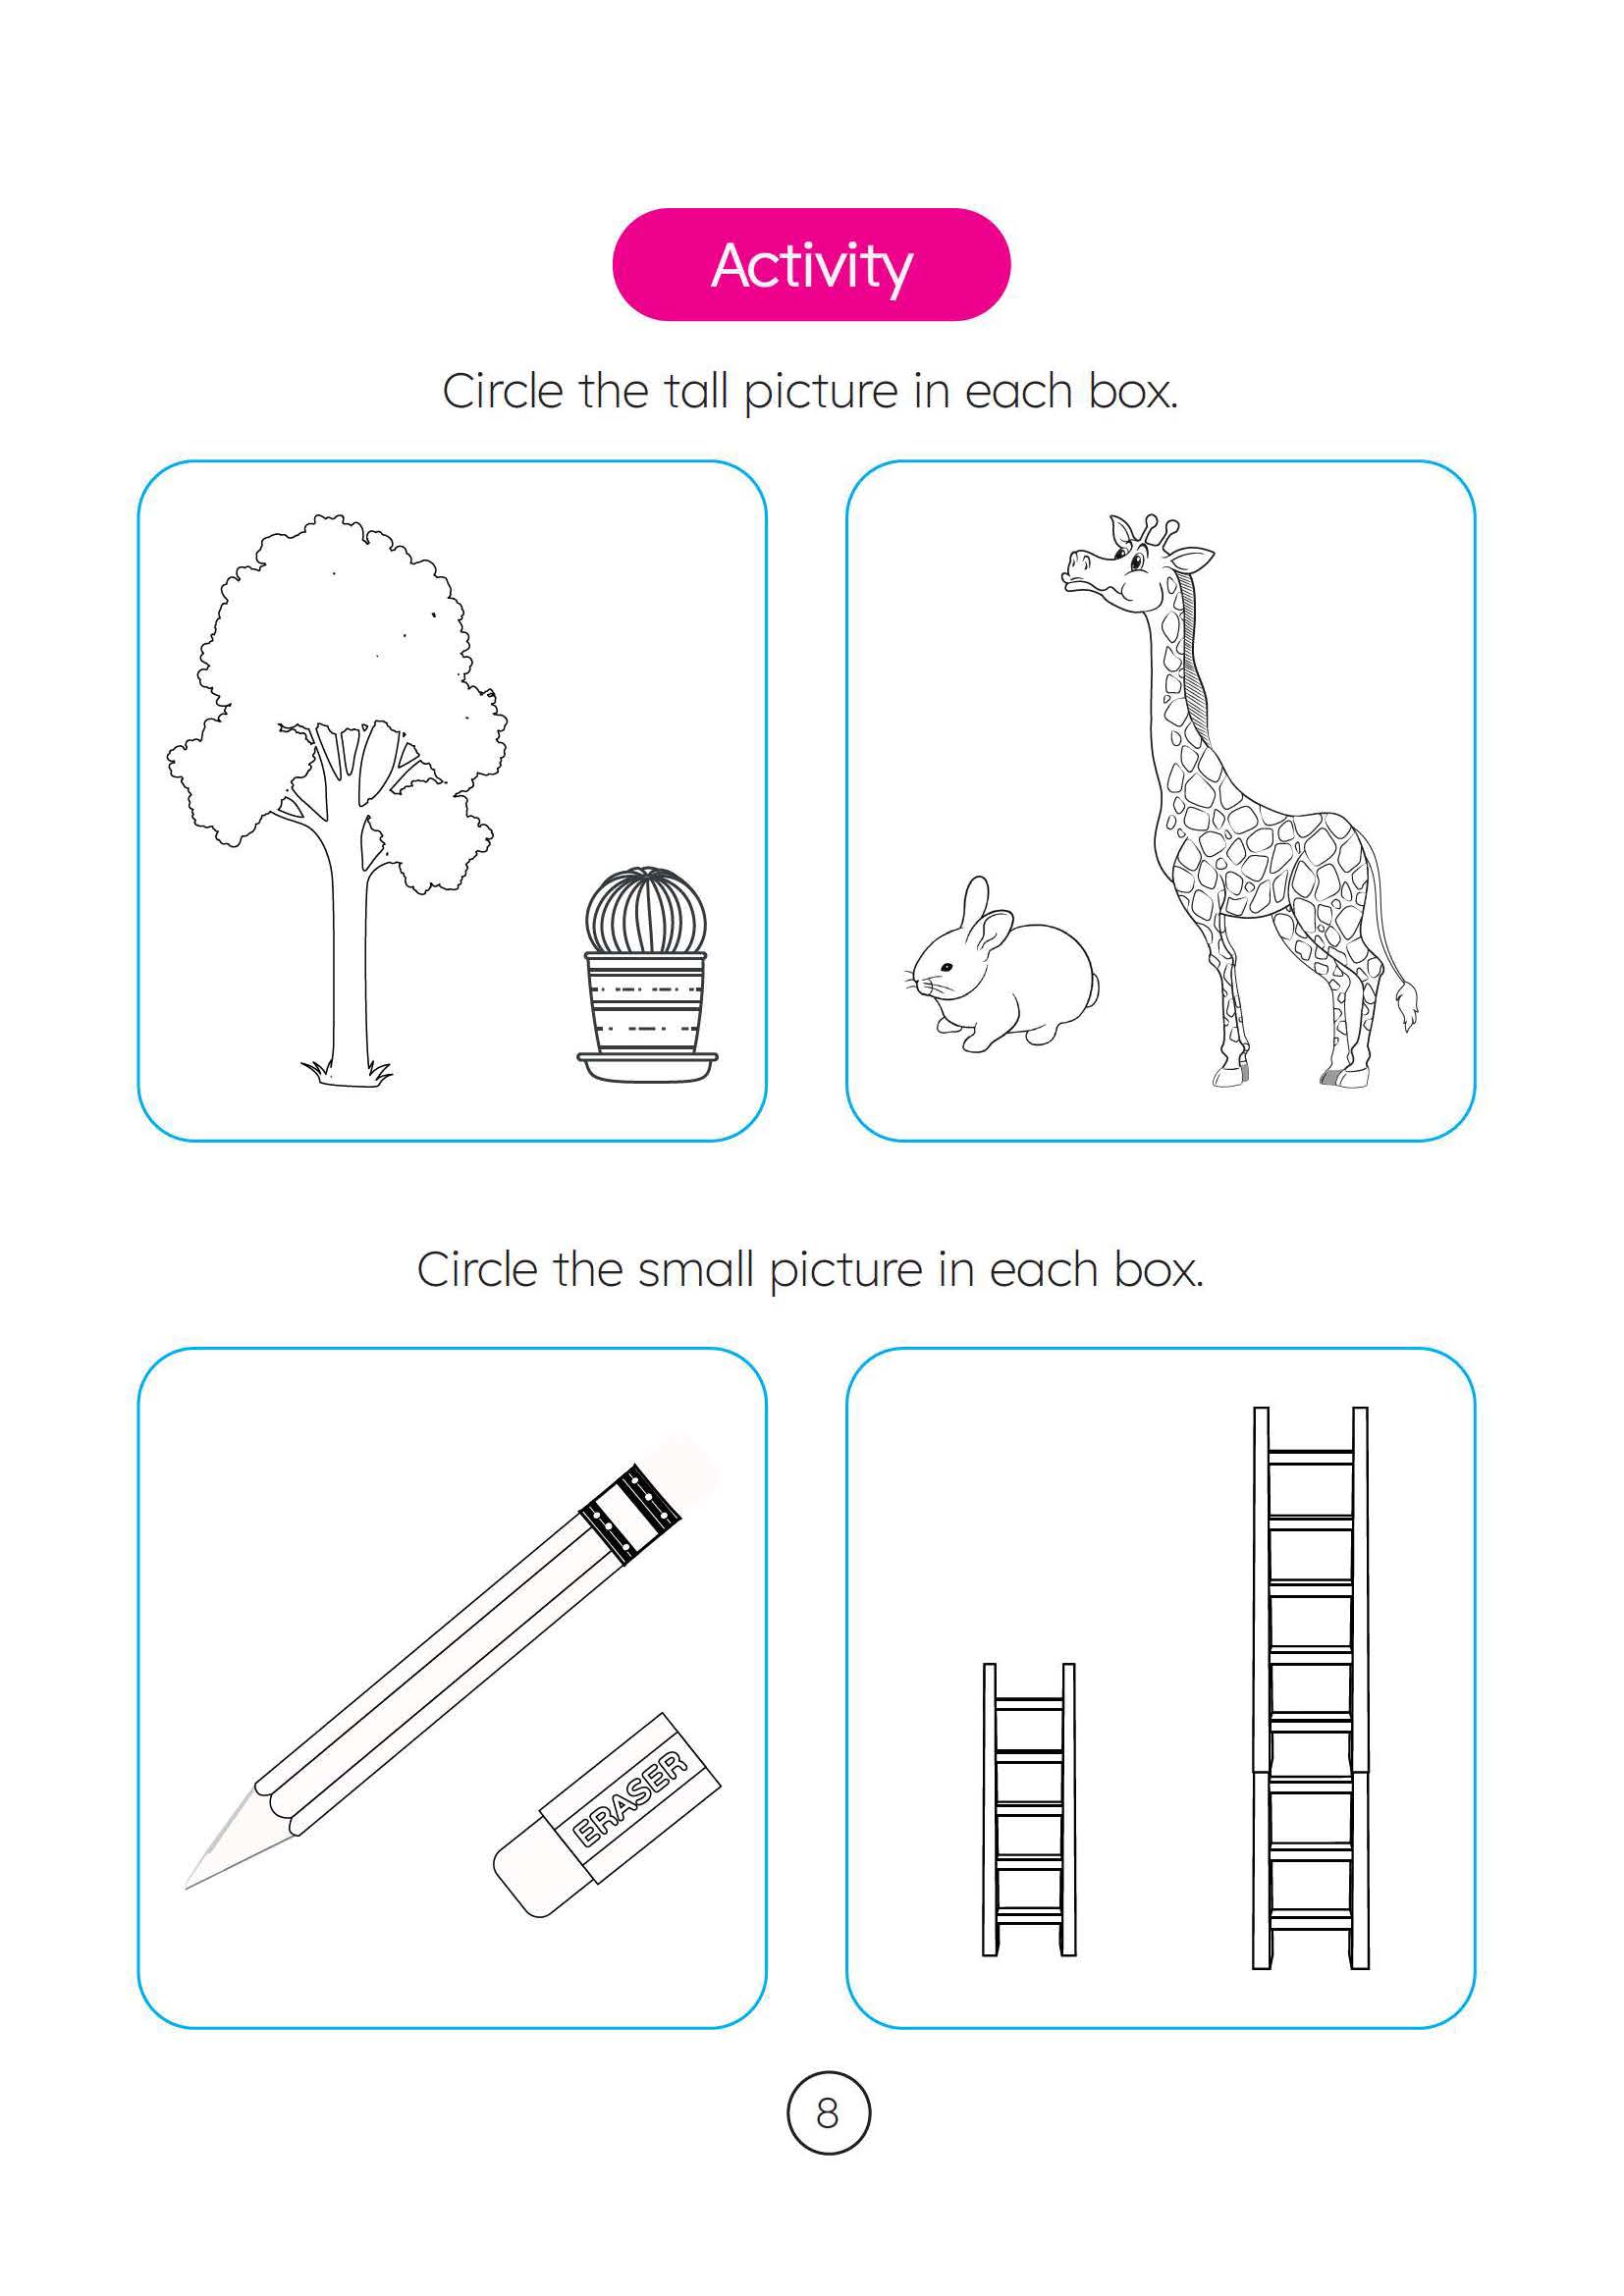 Activity
Circle the tall picture in each box.
Circle the small picture in each box.
ERASER
8